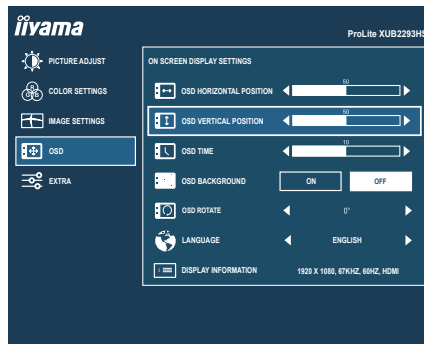 iiyama
ProLite XUB2293HS
PICTURE ADJUST
COLOR SETTINGS
IMAGE SETTINGS
OSD
EXTRA
ON SCREEN DISPLAY SETTINGS
OSD HORIZONTAL POSITION 50
OSD VERTICAL POSITION 50
OSD TIME 10
OSD BACKGROUND ON OFF
OSD ROTATE 0°
LANGUAGE ENGLISH
DISPLAY INFORMATION 1920 X 1080, 67KHZ, 60HZ, HDMI